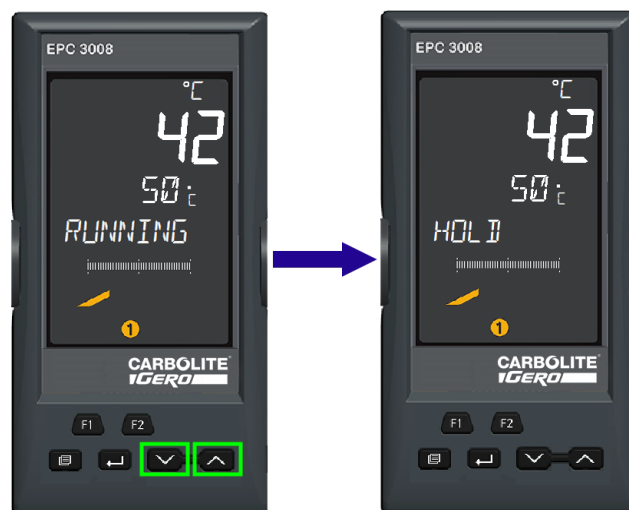 EPC 3008
°C
42
50 °C
RUNNING
1
CARBOLITE
GERO
F1 F2
EPC 3008
°C
42
50 °C
HOLD
1
CARBOLITE
GERO
F1 F2